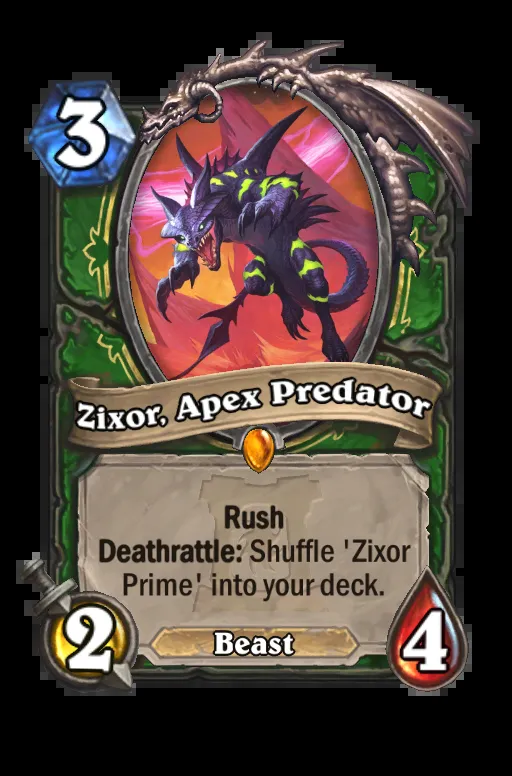 3
Zixor, Apex Predator
Rush
Deathrattle: Shuffle 'Zixor
Prime' into your deck.
2
Beast
4